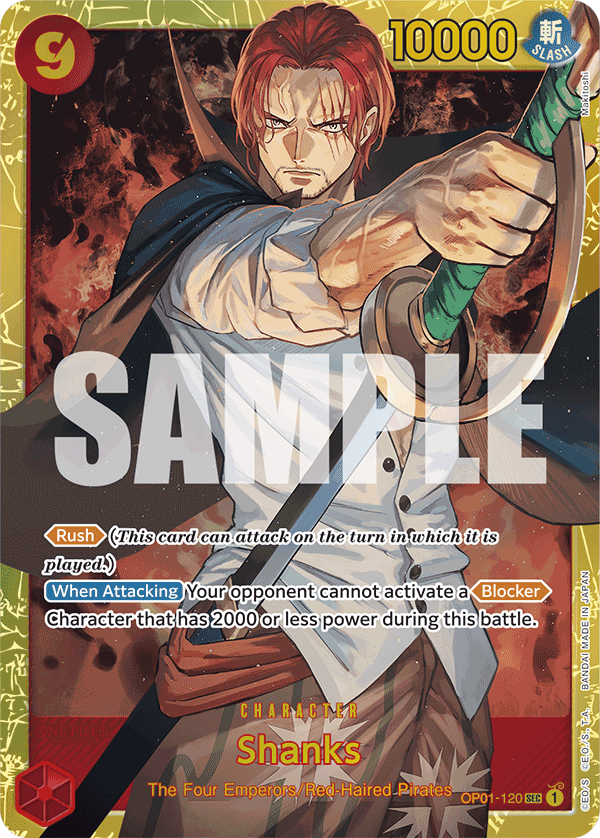 9
10000
斬
SLASH
Makitoshi
SAMPLE
Rush (This card can attack on the turn in which it is
played.)
When Attacking Your opponent cannot activate a Blocker
Character that has 2000 or less power during this battle.
CHARACTER
Shanks
The Four Emperors/Red-Haired Pirates
OP01-120 SEC 1
©E.O/S. ©E.O./S., T.A. BANDAI MADE IN JAPAN